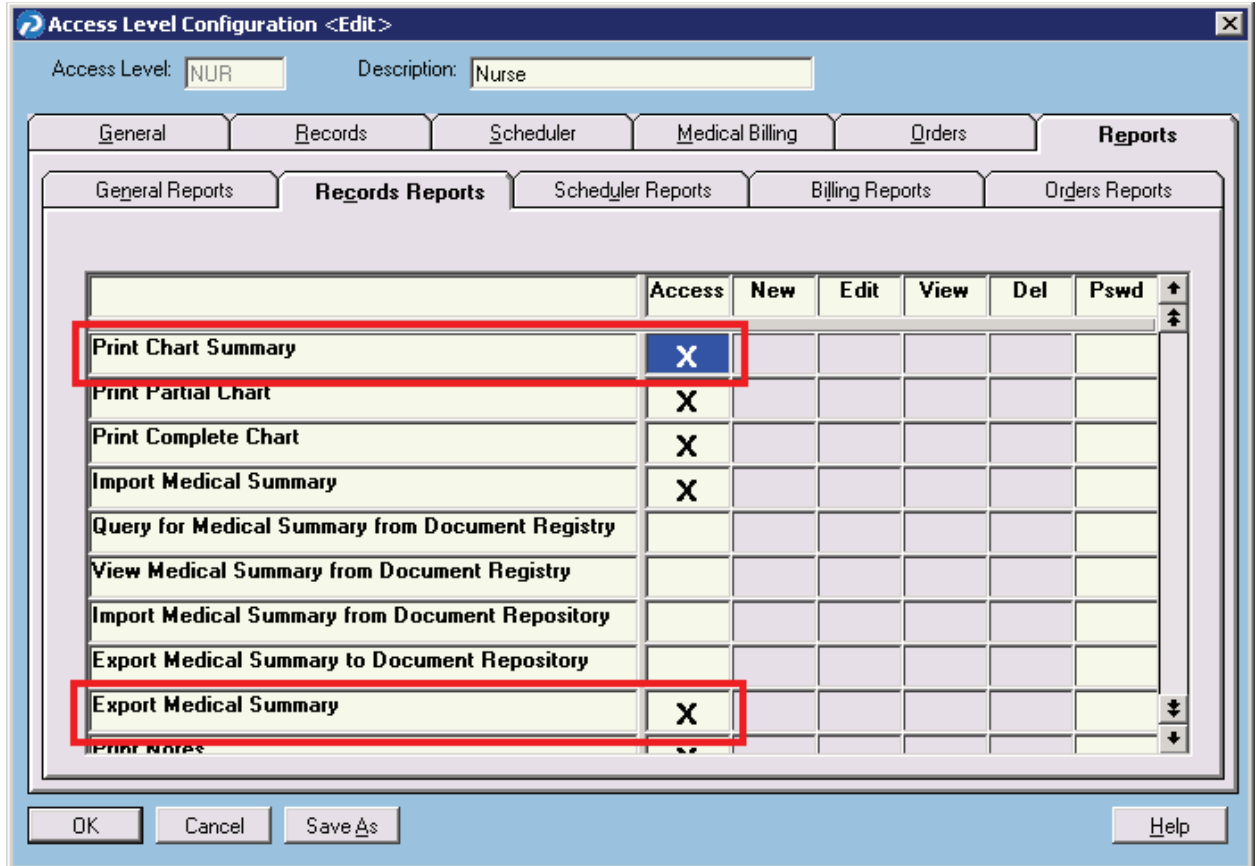 Access Level Configuration <Edit>
Access Level: NUR Description: Nurse
General Records Scheduler Medical Billing Orders Reports
General Reports Records Reports Scheduler Reports Billing Reports Orders Reports
Access New Edit View Del Pswd
Print Chart Summary X
Print Partial Chart X
Print Complete Chart X
Import Medical Summary X
Query for Medical Summary from Document Registry
View Medical Summary from Document Registry
Import Medical Summary from Document Repository
Export Medical Summary to Document Repository
Export Medical Summary X
Print Notes X
OK Cancel Save As Help